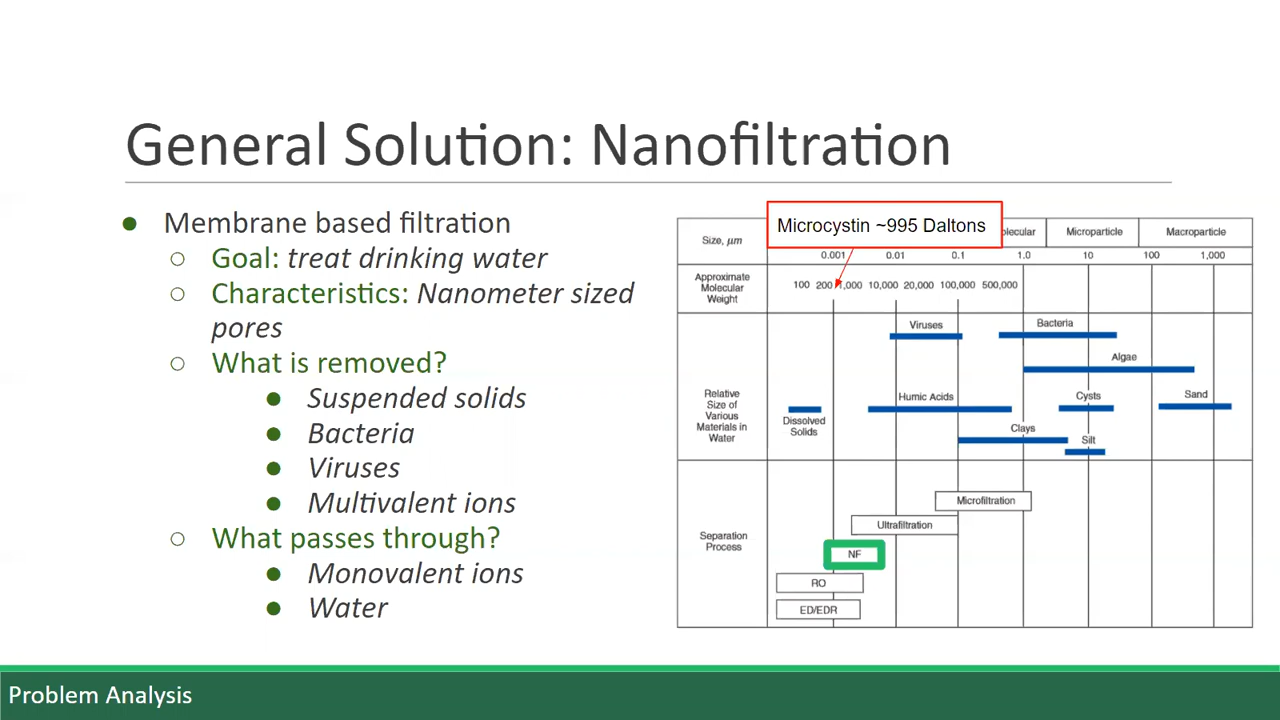 General Solution: Nanofiltration
● Membrane based filtration
○ Goal: treat drinking water
○ Characteristics: Nanometer sized
pores
○ What is removed?
● Suspended solids
● Bacteria
● Viruses
● Multivalent ions
○ What passes through?
● Monovalent ions
● Water
Microcystin ~995 Daltons
Size, µm
Microparticle
Macroparticle
0.001 0.01 0.1 1.0 10 100 1,000
Approximate
Molecular
Weight
100 200 1,000 10,000 20,000 100,000 500,000
Relative
Size of
Various
Materials in
Water
Viruses
Bacteria
Algae
Humic Acids
Cysts
Sand
Dissolved
Solids
Clays
Silt
Separation
Process
Microfiltration
Ultrafiltration
NF
RO
ED/EDR
Problem Analysis